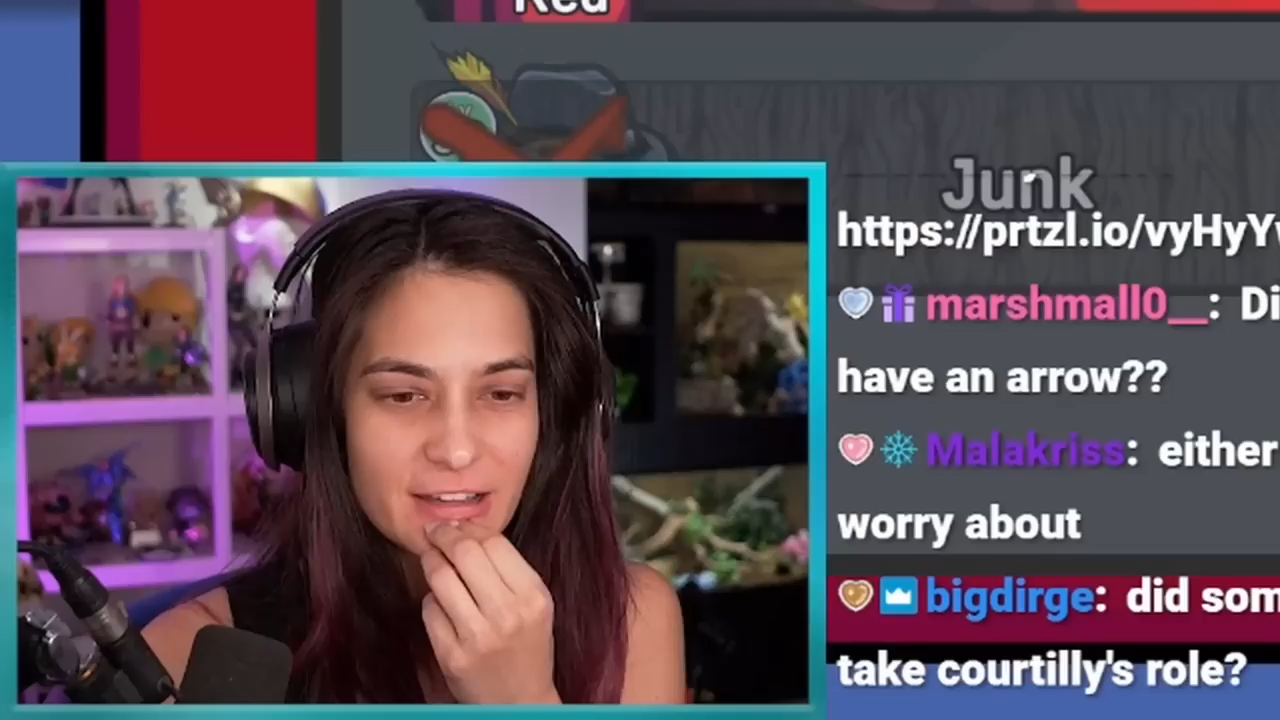 Red
Junk
https://prtzl.io/vyHyY
marshmall0__: Di
have an arrow??
Malakriss: either
worry about
bigdirge: did som
take courtilly's role?